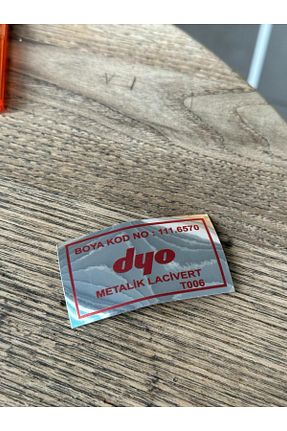 BOYA KOD NO : 111.6570
dyo
METALİK LACİVERT
T006